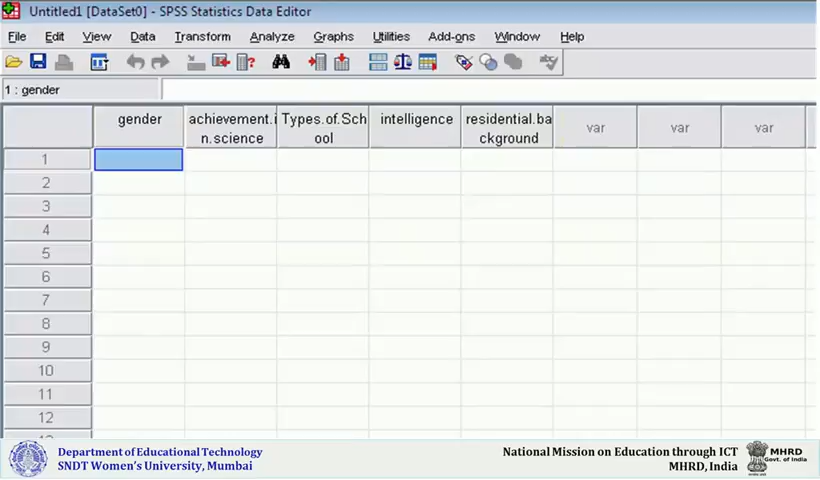 Untitled1 [DataSet0] - SPSS Statistics Data Editor
File Edit View Data Transform Analyze Graphs Utilities Add-ons Window Help
1 : gender
gender achievement.i Types.of.Sch intelligence residential.ba var var var
n.science ool ckground
1
2
3
4
5
6
7
8
9
10
11
12
Department of Educational Technology
SNDT Women's University, Mumbai
National Mission on Education through ICT
MHRD, India
MHRD
Govt. of India